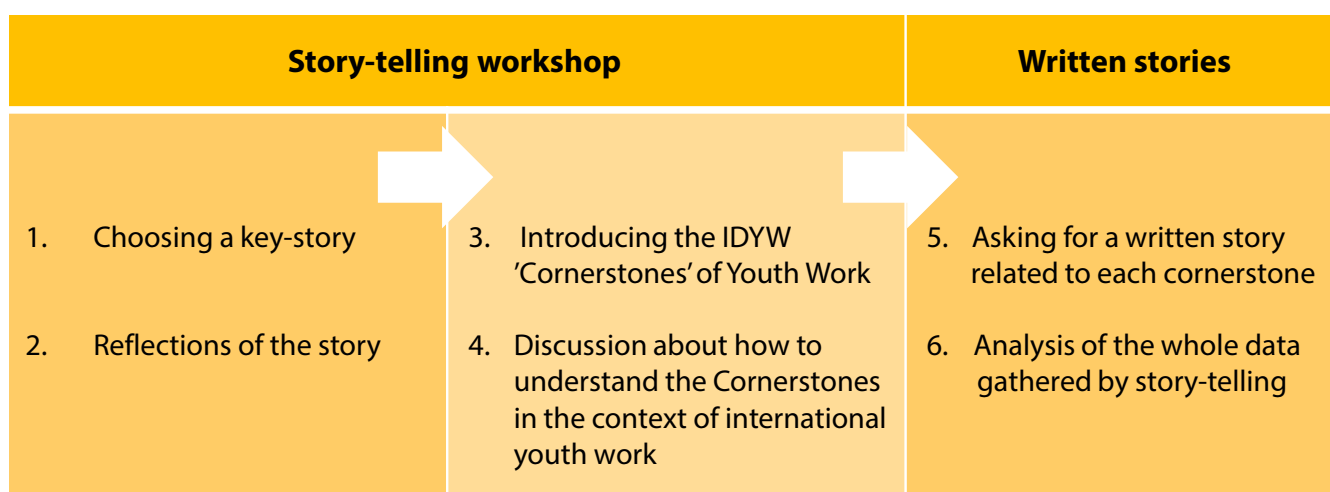 Story-telling workshop
Written stories
1. Choosing a key-story
2. Reflections of the story
3. Introducing the IDYW
’Cornerstones’ of Youth Work
4. Discussion about how to
understand the Cornerstones
in the context of international
youth work
5. Asking for a written story
related to each cornerstone
6. Analysis of the whole data
gathered by story-telling